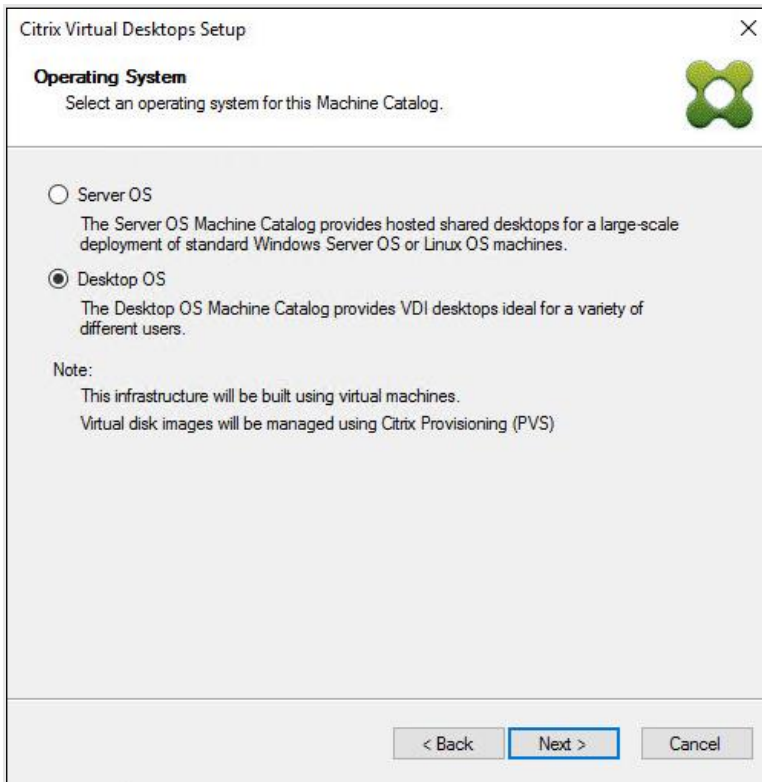 Citrix Virtual Desktops Setup
Operating System
Select an operating system for this Machine Catalog.
Server OS
The Server OS Machine Catalog provides hosted shared desktops for a large-scale
deployment of standard Windows Server OS or Linux OS machines.
Desktop OS
The Desktop OS Machine Catalog provides VDI desktops ideal for a variety of
different users.
Note:
This infrastructure will be built using virtual machines.
Virtual disk images will be managed using Citrix Provisioning (PVS)
< Back Next > Cancel